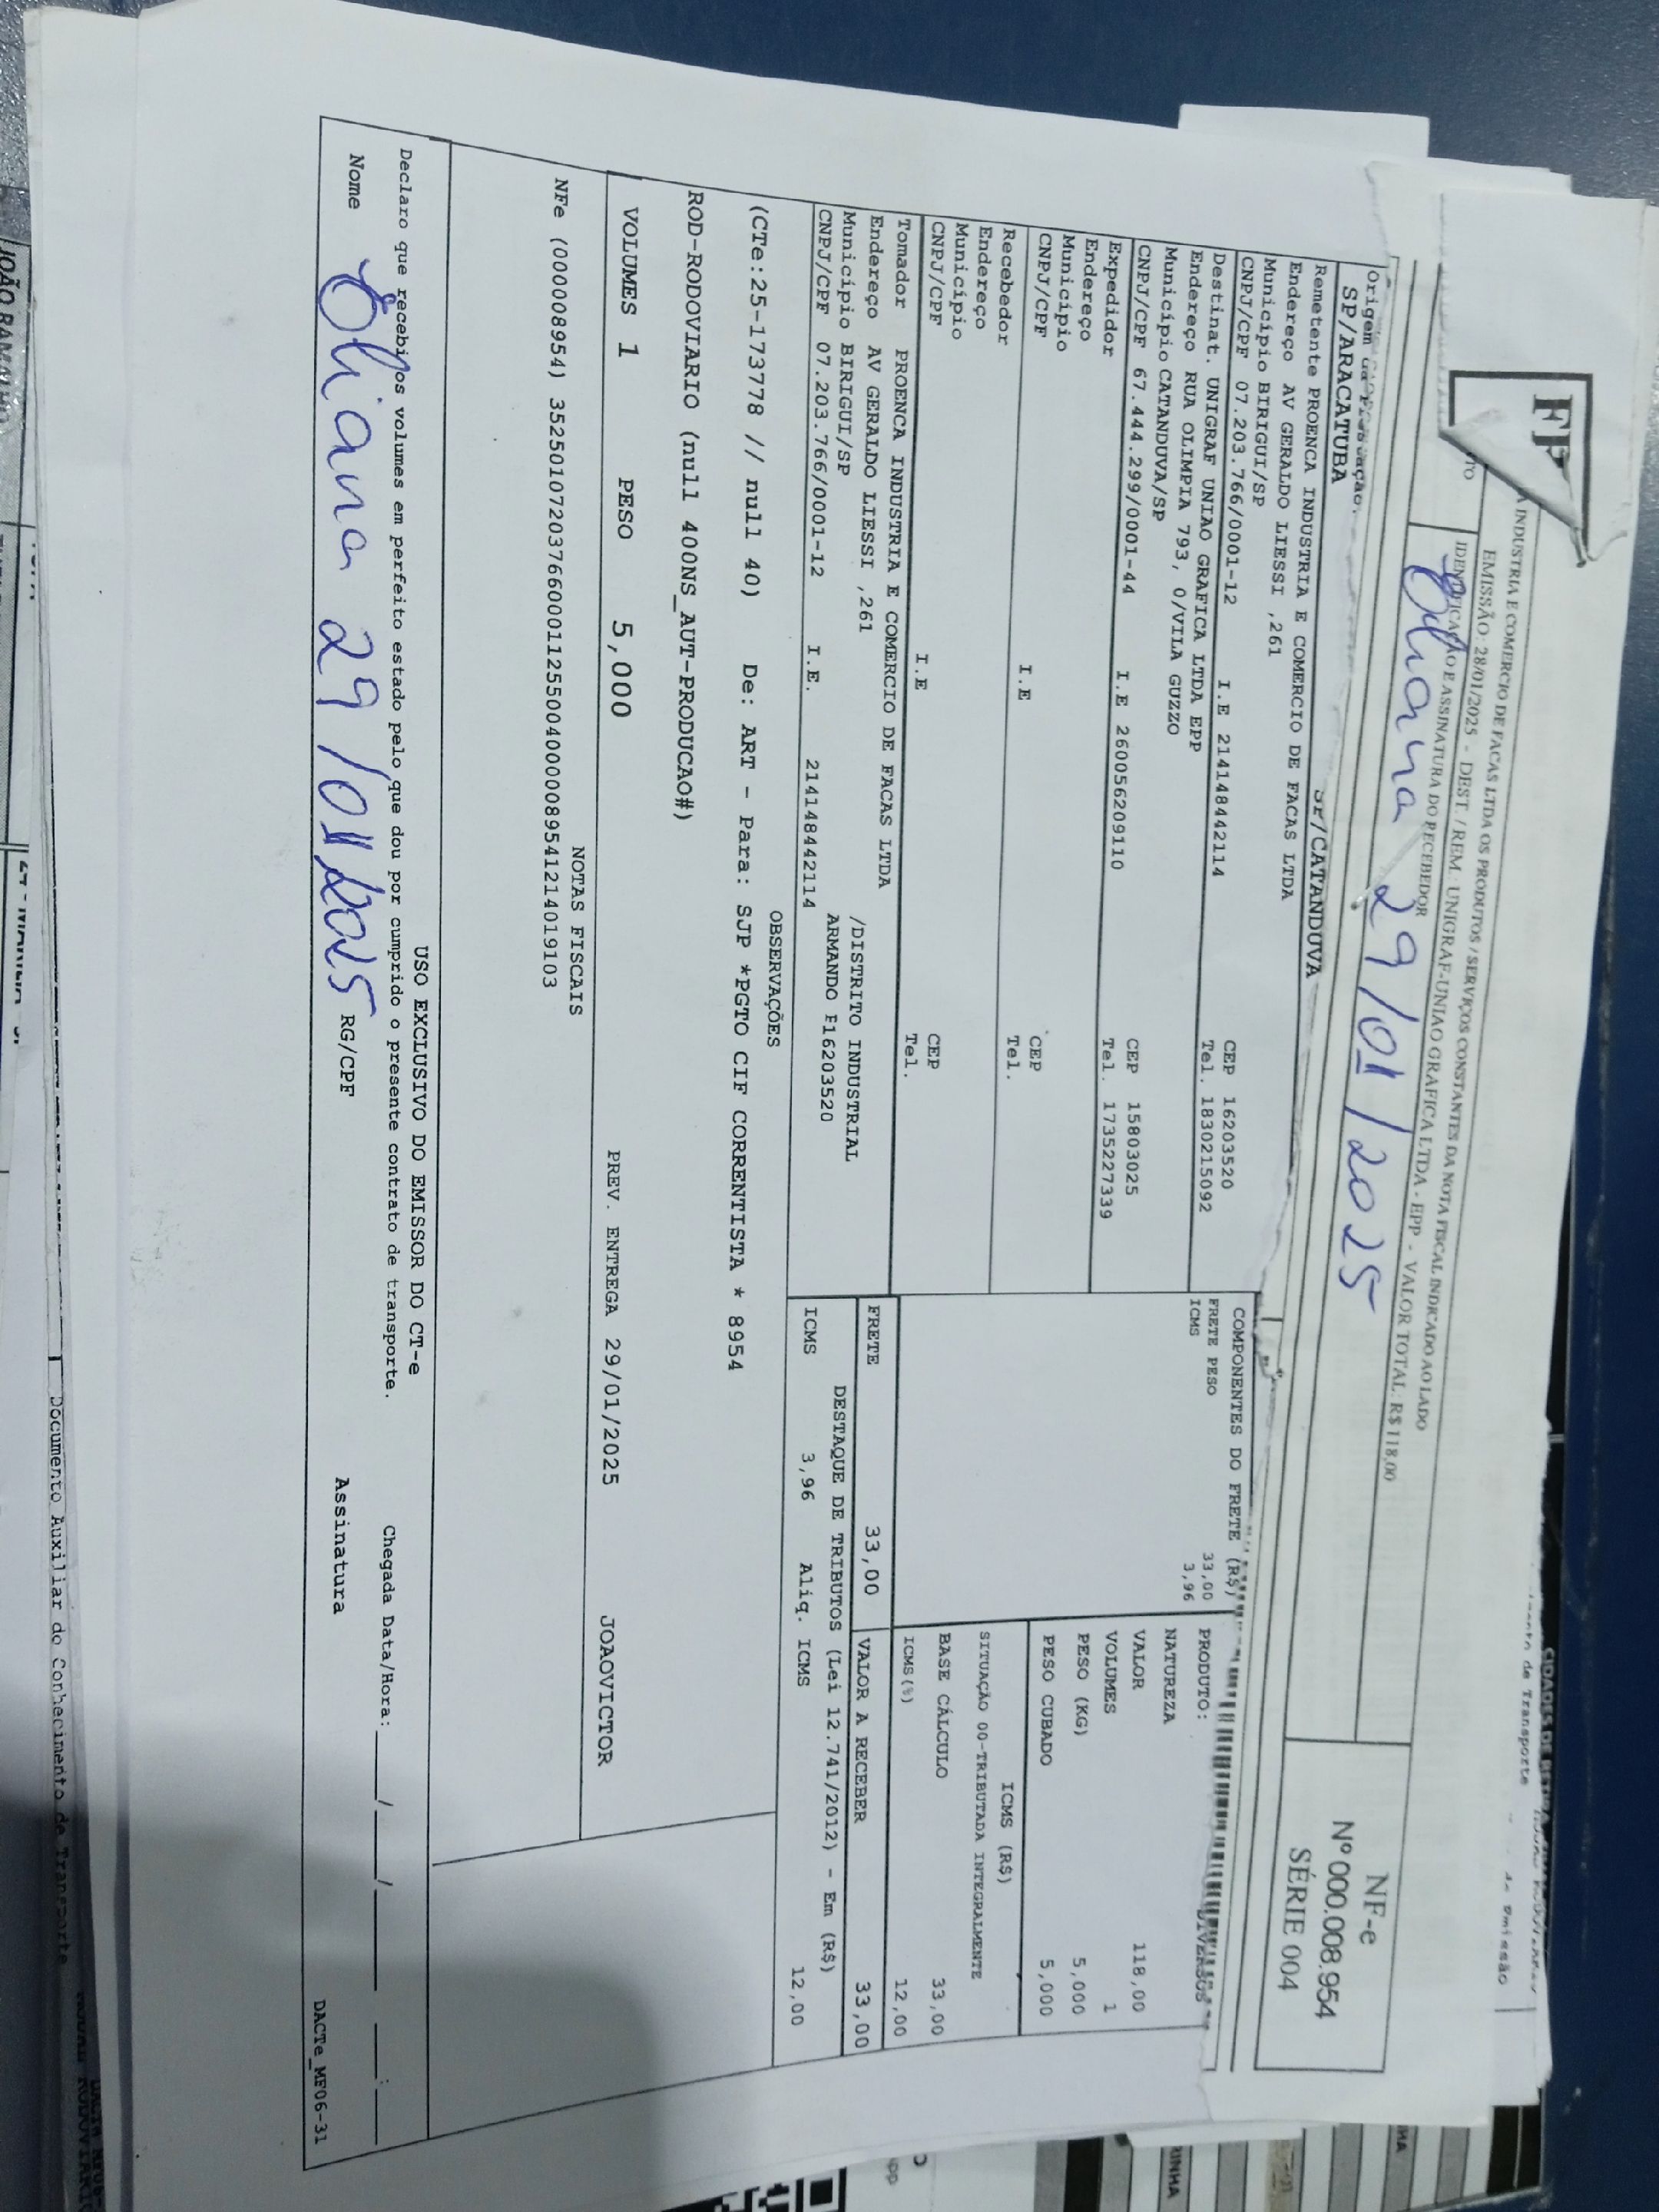 FP
INDUSTRIA E COMERCIO DE FACAS LTDA OS PRODUTOS / SERVIÇOS CONSTANTES DA NOTA FISCAL INDICADO AO LADO
EMISSÃO: 28/01/2025 - DEST. / REM.: UNIGRAF-UNIAO GRAFICA LTDA - EPP - VALOR TOTAL: R$ 118,00
IDENTIFICAÇÃO E ASSINATURA DO RECEBEDOR
29/01/2025
NF-e
Nº 000.008.954
SÉRIE 004
de Transporte
Origem da Prestação:
SP/ARACATUBA
SP/CATANDUVA
Remetente PROENCA INDUSTRIA E COMERCIO DE FACAS LTDA
Endereço AV GERALDO LIESSI ,261
Município BIRIGUI/SP CEP 16203520
CNPJ/CPF 07.203.766/0001-12 I.E 214148442114 Tel. 1830215092
Destinat. UNIGRAF UNIAO GRAFICA LTDA EPP
Endereço RUA OLIMPIA 793, 0/VILA GUZZO
Município CATANDUVA/SP CEP 15803025
CNPJ/CPF 67.444.299/0001-44 I.E 260056209110 Tel. 1735227339
Expedidor
Endereço
Município CEP
CNPJ/CPF I.E Tel.
Recebedor
Endereço
Município CEP
CNPJ/CPF I.E Tel.
Tomador PROENCA INDUSTRIA E COMERCIO DE FACAS LTDA
Endereço AV GERALDO LIESSI ,261 /DISTRITO INDUSTRIAL
Município BIRIGUI/SP ARMANDO F16203520
CNPJ/CPF 07.203.766/0001-12 I.E. 214148442114
COMPONENTES DO FRETE (R$)
FRETE PESO 33,00
ICMS 3,96
PRODUTO: DIVERSOS
NATUREZA
VALOR 118,00
VOLUMES 1
PESO (KG) 5,000
PESO CUBADO 5,000
ICMS (R$)
SITUAÇÃO 00-TRIBUTADA INTEGRALMENTE
BASE CÁLCULO 33,00
ICMS(%) 12,00
FRETE 33,00 VALOR A RECEBER 33,00
DESTAQUE DE TRIBUTOS (Lei 12.741/2012) - Em (R$)
ICMS 3,96 Aliq. ICMS 12,00
OBSERVAÇÕES
(CTe:25-173778 // null 40) De: ART - Para: SJP *PGTO CIF CORRENTISTA * 8954
ROD-RODOVIARIO (null 400NS_AUT-PRODUCAO#)
VOLUMES 1 PESO 5,000 PREV. ENTREGA 29/01/2025 JOAOVICTOR
NOTAS FISCAIS
NFe (000008954) 35250107203766000112550040000089541214019103
USO EXCLUSIVO DO EMISSOR DO CT-e
Declaro que recebi os volumes em perfeito estado pelo que dou por cumprido o presente contrato de transporte. Chegada Data/Hora: __/__/____ __:__
Nome 29/01/2025 RG/CPF Assinatura
DACTe_MF06-31
Documento Auxiliar do Conhecimento de Transporte